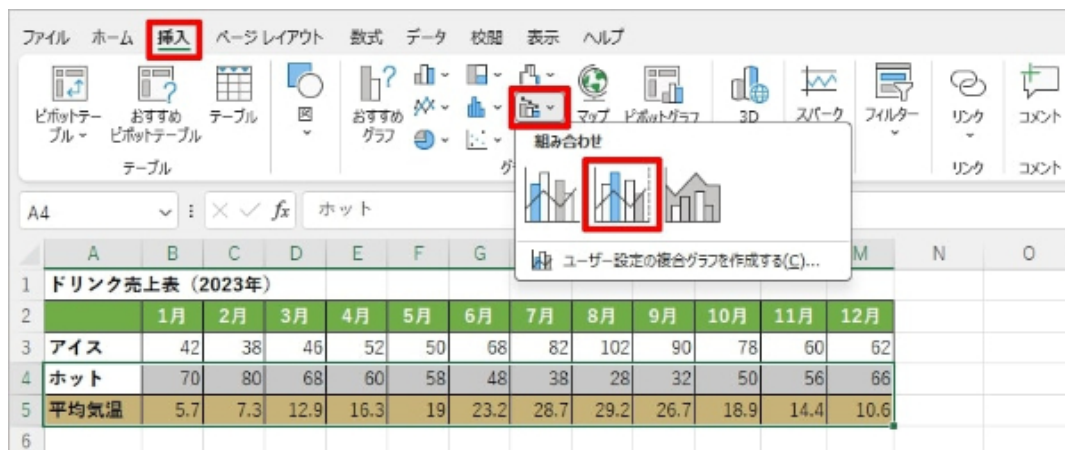 ファイル ホーム 挿入 ページ レイアウト 数式 データ 校閲 表示 ヘルプ
ピボットテーブル おすすめピボットテーブル テーブル 図 おすすめグラフ マップ ピボットグラフ 3D スパーク フィルター リンク コメント
テーブル グ リンク コメント
組み合わせ
ユーザー設定の複合グラフを作成する(C)...
A4 fx ホット
A B C D E F G M N O
1 ドリンク売上表（2023年）
2 1月 2月 3月 4月 5月 6月 7月 8月 9月 10月 11月 12月
3 アイス 42 38 46 52 50 68 82 102 90 78 60 62
4 ホット 70 80 68 60 58 48 38 28 32 50 56 66
5 平均気温 5.7 7.3 12.9 16.3 19 23.2 28.7 29.2 26.7 18.9 14.4 10.6
6